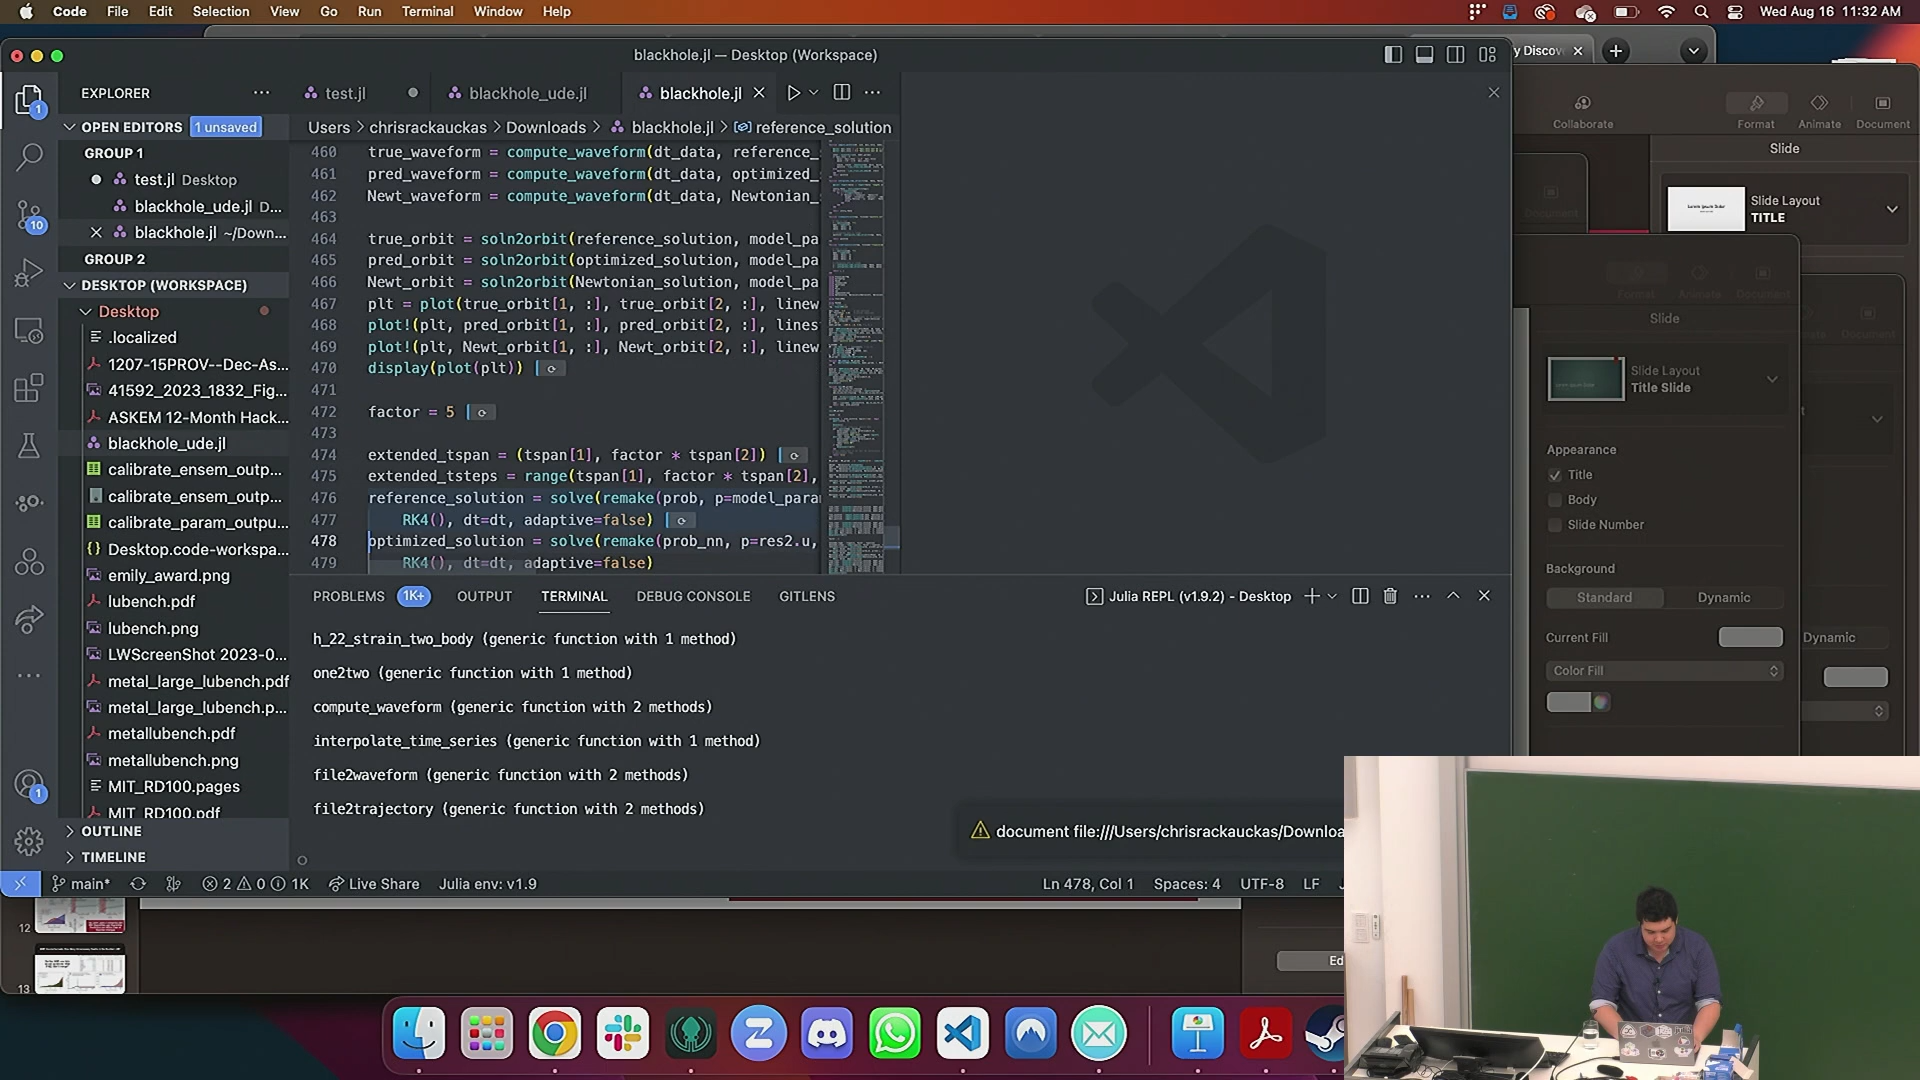 Code File Edit Selection View Go Run Terminal Window Help
Wed Aug 16 11:32 AM
blackhole.jl — Desktop (Workspace)
y Discov
EXPLORER
test.jl
blackhole_ude.jl
blackhole.jl
OPEN EDITORS 1 unsaved
Users > chrisrackauckas > Downloads > blackhole.jl > reference_solution
GROUP 1
test.jl Desktop
blackhole_ude.jl D...
blackhole.jl ~/Down...
GROUP 2
DESKTOP (WORKSPACE)
Desktop
.localized
1207-15PROV--Dec-As...
41592_2023_1832_Fig...
ASKEM 12-Month Hack...
blackhole_ude.jl
calibrate_ensem_outp...
calibrate_ensem_outp...
calibrate_param_outpu...
Desktop.code-workspa...
emily_award.png
lubench.pdf
lubench.png
LWScreenShot 2023-0...
metal_large_lubench.pdf
metal_large_lubench.p...
metallubench.pdf
metallubench.png
MIT_RD100.pages
MIT_RD100.pdf
OUTLINE
TIMELINE
1
10
1
460 true_waveform = compute_waveform(dt_data, reference_
461 pred_waveform = compute_waveform(dt_data, optimized_
462 Newt_waveform = compute_waveform(dt_data, Newtonian_
463
464 true_orbit = soln2orbit(reference_solution, model_pa
465 pred_orbit = soln2orbit(optimized_solution, model_pa
466 Newt_orbit = soln2orbit(Newtonian_solution, model_pa
467 plt = plot(true_orbit[1, :], true_orbit[2, :], linew
468 plot!(plt, pred_orbit[1, :], pred_orbit[2, :], lines
469 plot!(plt, Newt_orbit[1, :], Newt_orbit[2, :], linew
470 display(plot(plt))
471
472 factor = 5
473
474 extended_tspan = (tspan[1], factor * tspan[2])
475 extended_tsteps = range(tspan[1], factor * tspan[2],
476 reference_solution = solve(remake(prob, p=model_para
477 RK4(), dt=dt, adaptive=false)
478 optimized_solution = solve(remake(prob_nn, p=res2.u,
479 RK4(), dt=dt, adaptive=false)
PROBLEMS 1K+ OUTPUT TERMINAL DEBUG CONSOLE GITLENS
Julia REPL (v1.9.2) - Desktop
h_22_strain_two_body (generic function with 1 method)
one2two (generic function with 1 method)
compute_waveform (generic function with 2 methods)
interpolate_time_series (generic function with 1 method)
file2waveform (generic function with 2 methods)
file2trajectory (generic function with 2 methods)
document file:///Users/chrisrackauckas/Downloa
main* 2 0 1K Live Share Julia env: v1.9
Ln 478, Col 1 Spaces: 4 UTF-8 LF
12
13
Ed
Collaborate
Format
Animate
Document
Slide
Slide Layout
TITLE
Document
Format
Animate
Document
Slide
Slide Layout
Title Slide
Appearance
Title
Body
Slide Number
Background
Standard
Dynamic
Current Fill
Dynamic
Color Fill